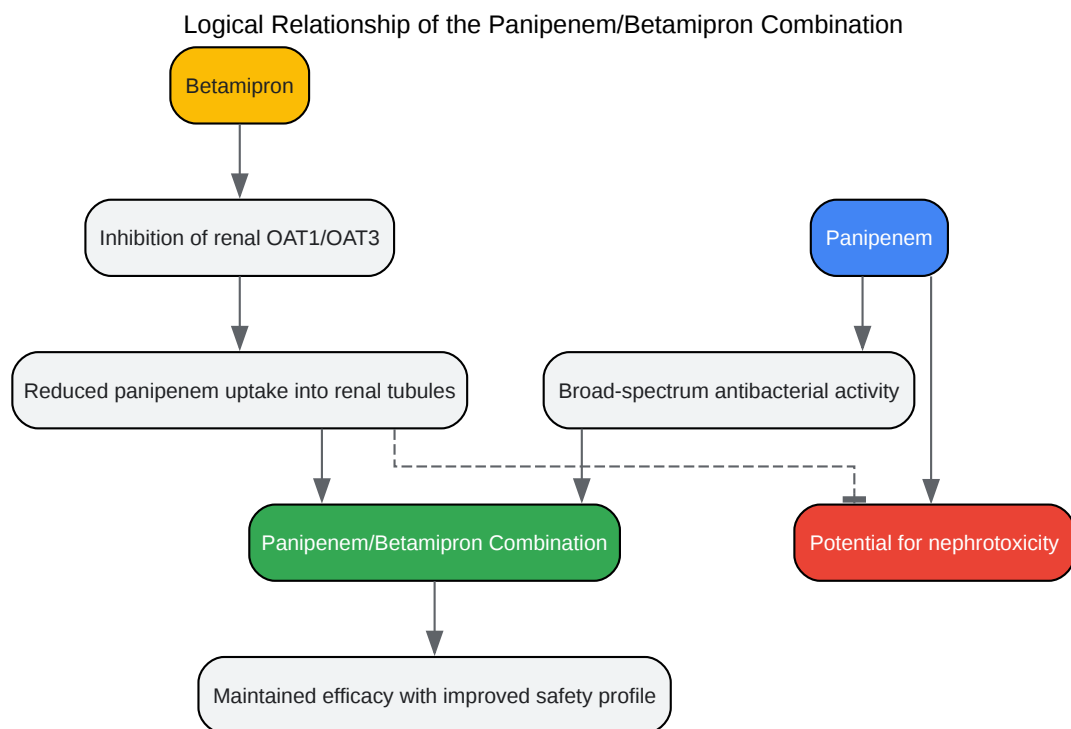 Logical Relationship of the Panipenem/Betamipron Combination
Betamipron
Inhibition of renal OAT1/OAT3
Panipenem
Reduced panipenem uptake into renal tubules
Broad-spectrum antibacterial activity
Panipenem/Betamipron Combination
Potential for nephrotoxicity
Maintained efficacy with improved safety profile